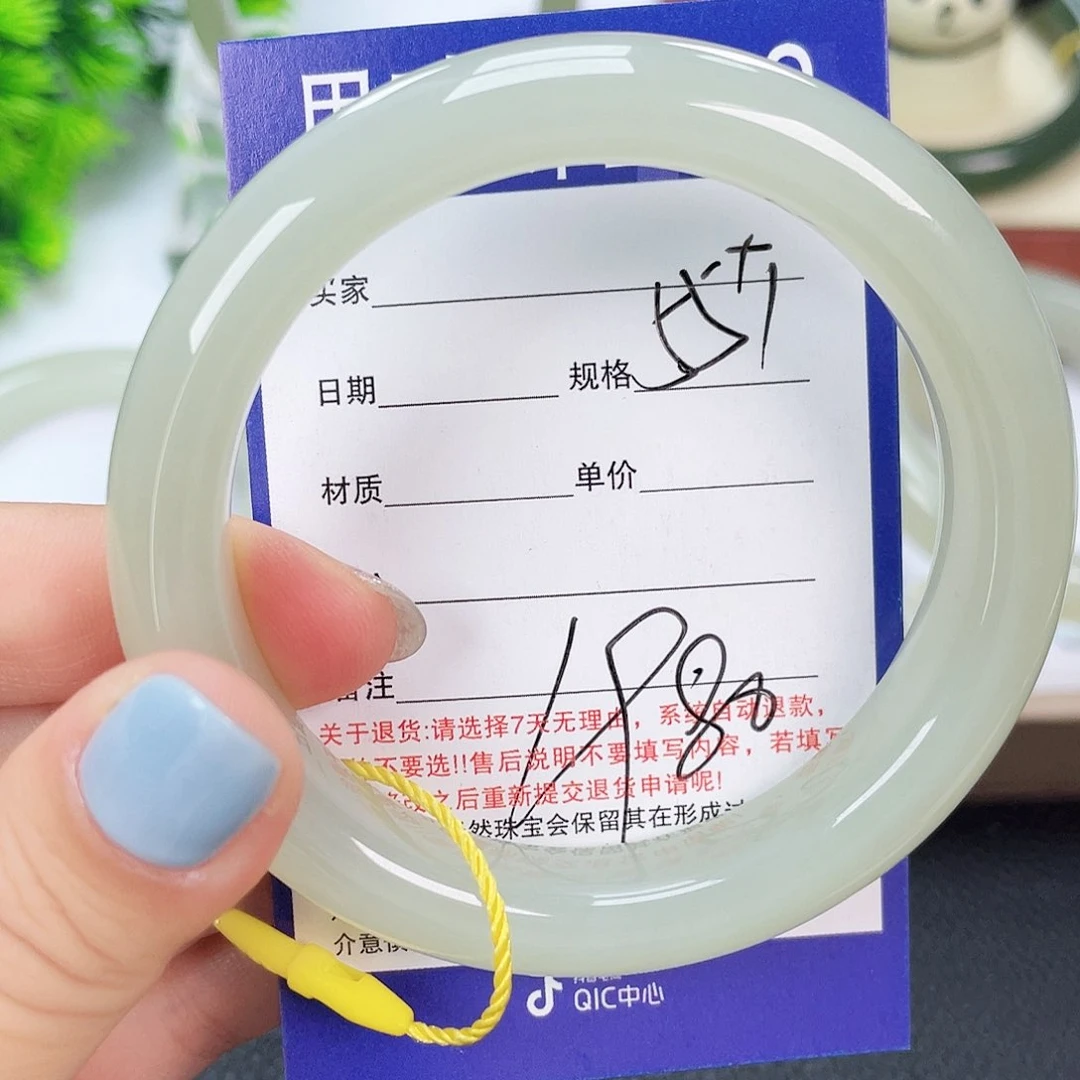 买家
日期 规格 57+
材质 单价
备注 1980
关于退货:请选择7天无理由，系统自动退款，
不要选!!售后说明不要填写内容，若填写
之后重新提交退货申请呢!
然珠宝会保留其在形成过
介意慎
QIC中心